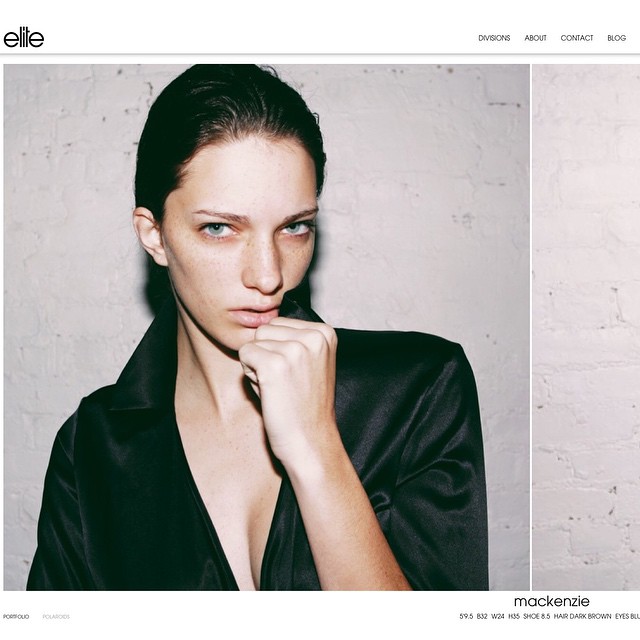 elite
DIVISIONS ABOUT CONTACT BLOG
mackenzie
PORTFOLIO POLAROIDS
5'9.5 B32 W24 H35 SHOE 8.5 HAIR DARK BROWN EYES BLU